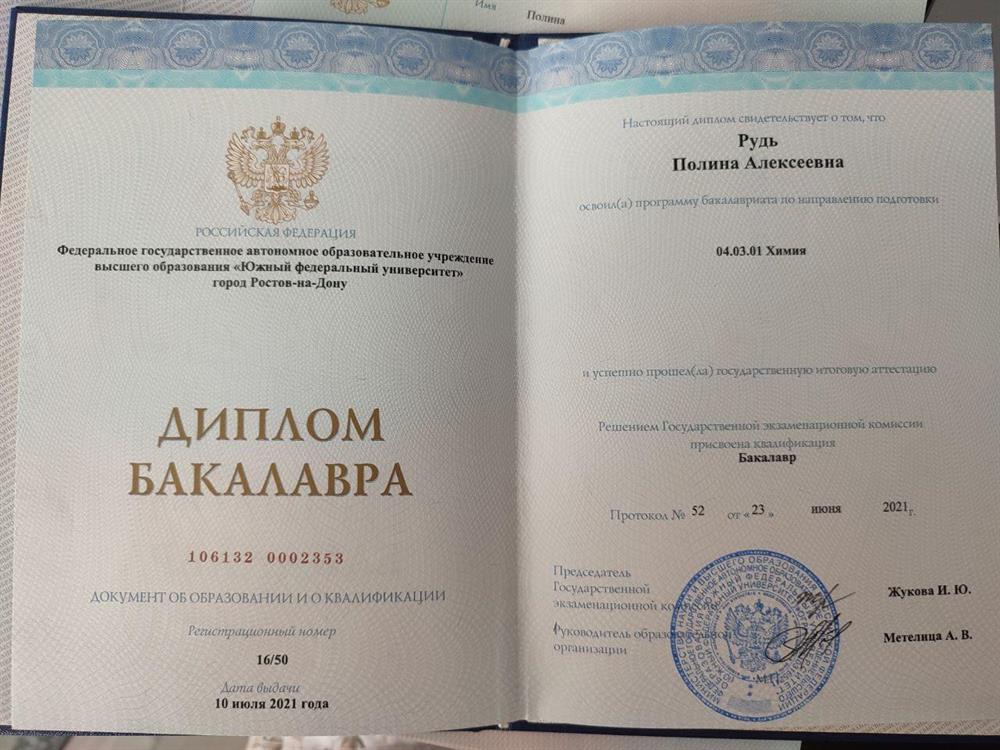 Имя
Полина
РОССИЙСКАЯ ФЕДЕРАЦИЯ
Федеральное государственное автономное образовательное учреждение
высшего образования «Южный федеральный университет»
город Ростов-на-Дону
ДИПЛОМ
БАКАЛАВРА
106132 0002353
ДОКУМЕНТ ОБ ОБРАЗОВАНИИ И О КВАЛИФИКАЦИИ
Регистрационный номер
16/50
Дата выдачи
10 июля 2021 года
Настоящий диплом свидетельствует о том, что
Рудь
Полина Алексеевна
освоил(а) программу бакалавриата по направлению подготовки
04.03.01 Химия
и успешно прошел(ла) государственную итоговую аттестацию
Решением Государственной экзаменационной комиссии
присвоена квалификация
Бакалавр
Протокол № 52 от «23» июня 2021г.
Председатель
Государственной
экзаменационной комиссии
Жукова И. Ю.
Руководитель образовательной
организации
Метелица А. В.
М.П.